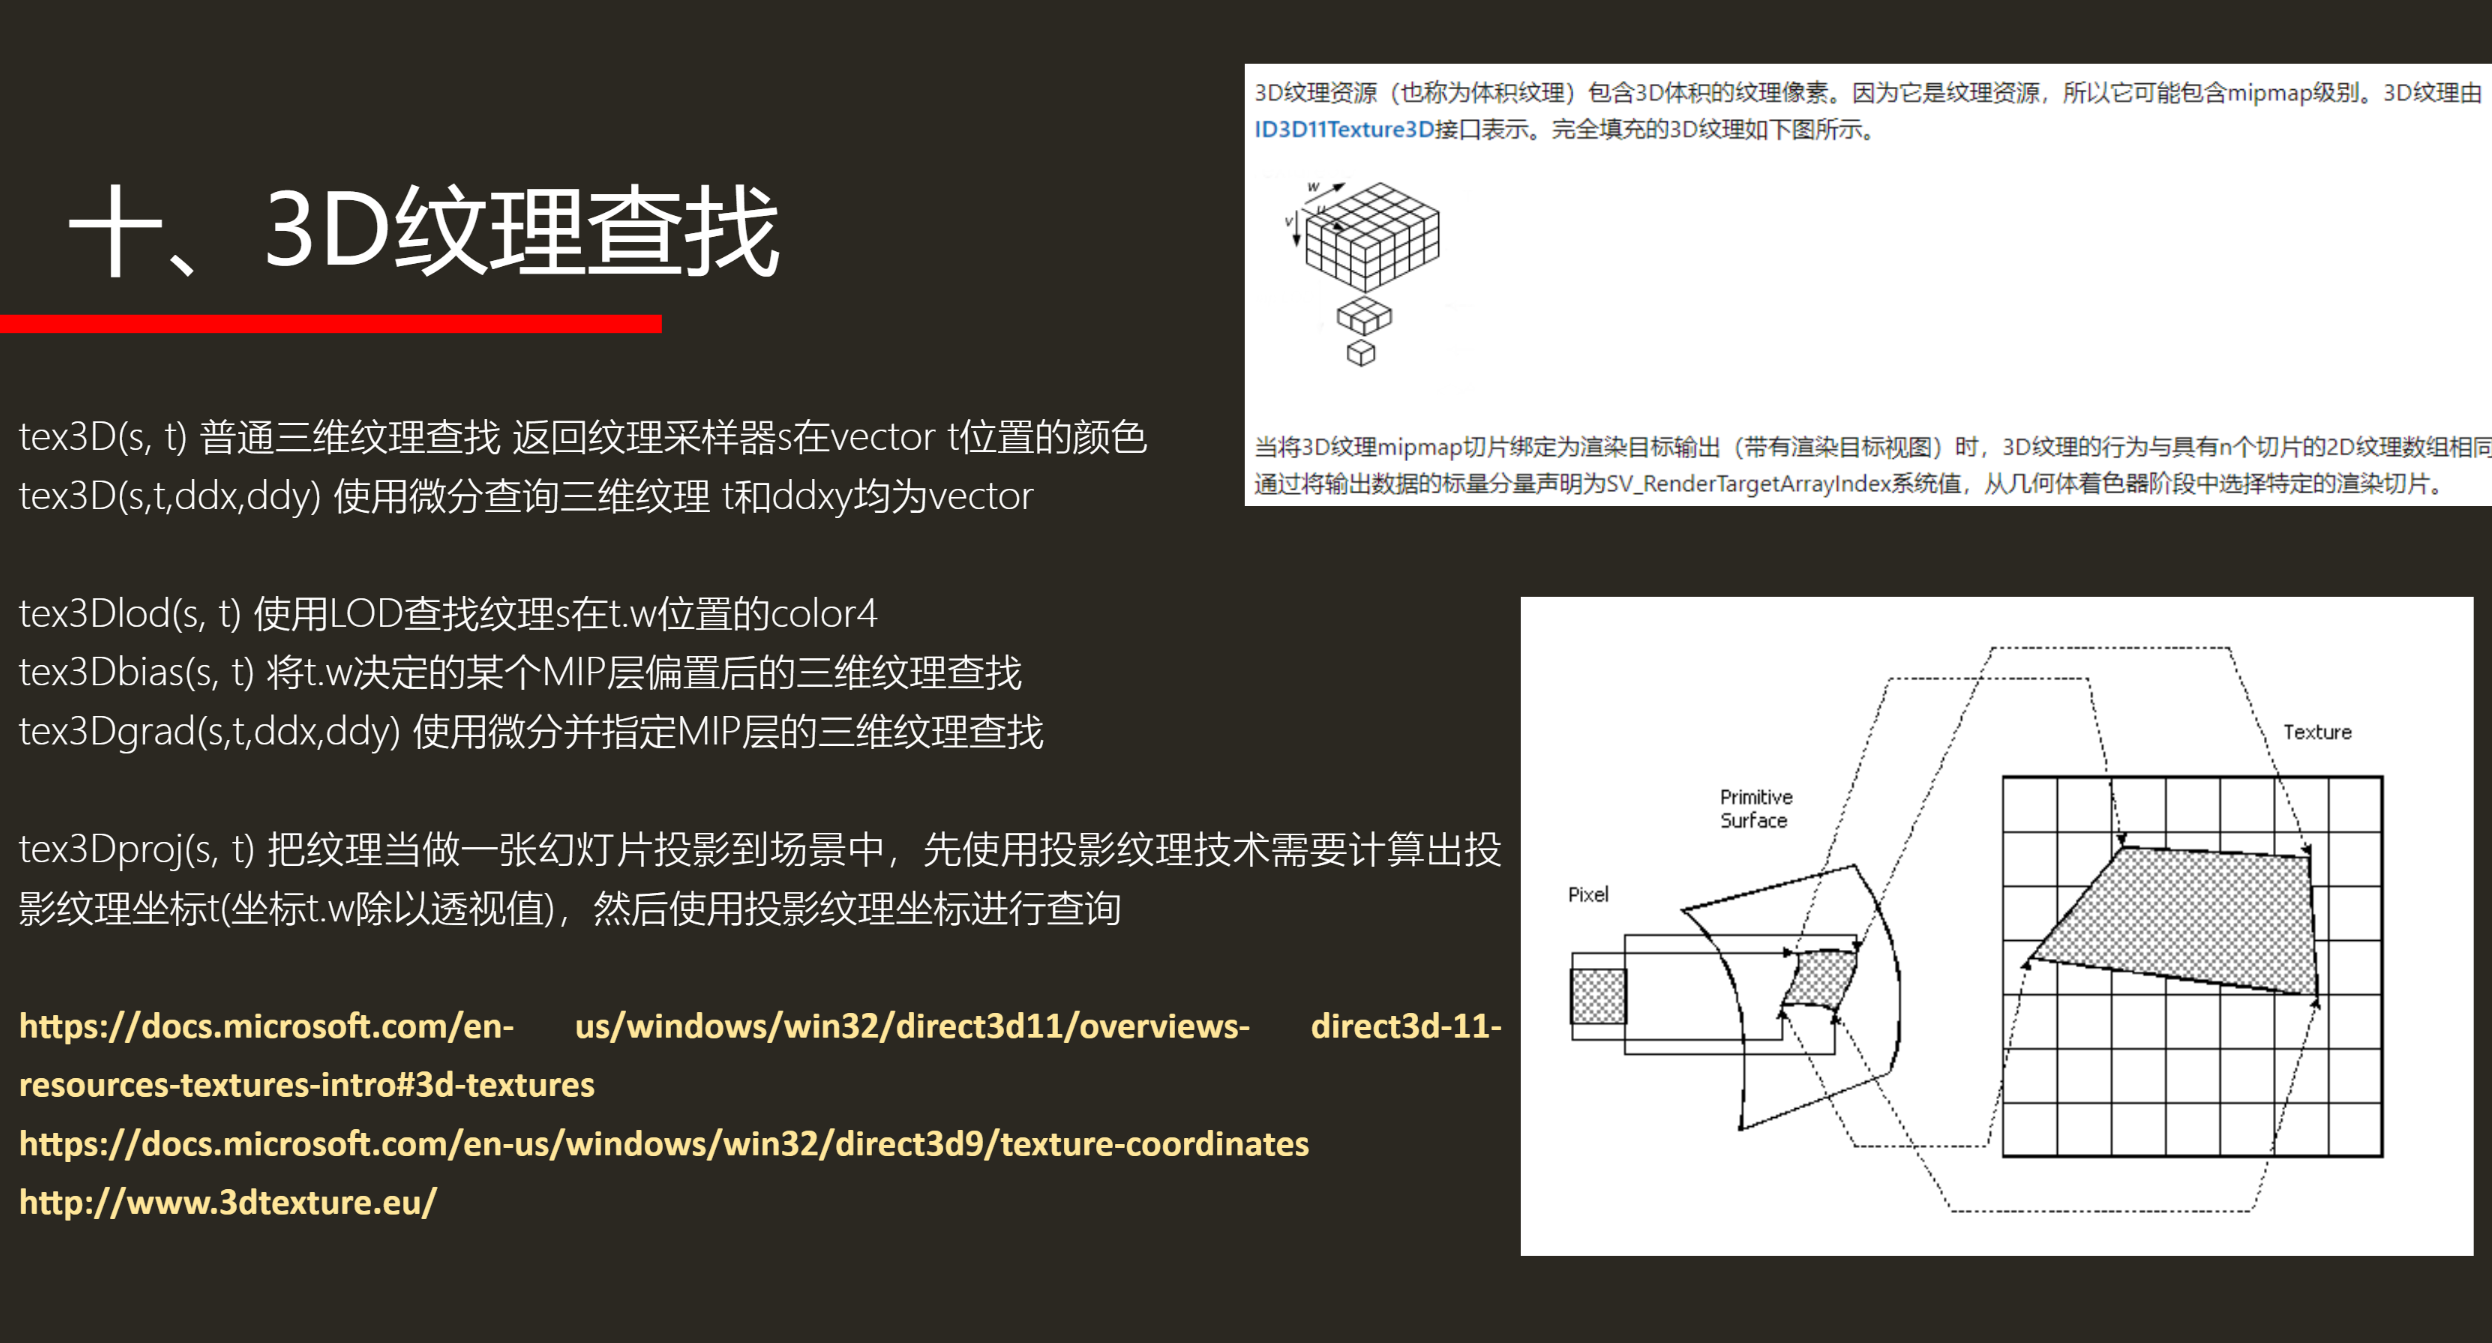 十、3D纹理查找
tex3D(s, t) 普通三维纹理查找 返回纹理采样器s在vector t位置的颜色
tex3D(s,t,ddx,ddy) 使用微分查询三维纹理 t和ddxy均为vector
tex3Dlod(s, t) 使用LOD查找纹理s在t.w位置的color4
tex3Dbias(s, t) 将t.w决定的某个MIP层偏置后的三维纹理查找
tex3Dgrad(s,t,ddx,ddy) 使用微分并指定MIP层的三维纹理查找
tex3Dproj(s, t) 把纹理当做一张幻灯片投影到场景中，先使用投影纹理技术需要计算出投
影纹理坐标t(坐标t.w除以透视值)，然后使用投影纹理坐标进行查询
https://docs.microsoft.com/en- us/windows/win32/direct3d11/overviews- direct3d-11-
resources-textures-intro#3d-textures
https://docs.microsoft.com/en-us/windows/win32/direct3d9/texture-coordinates
http://www.3dtexture.eu/
3D纹理资源（也称为体积纹理）包含3D体积的纹理像素。因为它是纹理资源，所以它可能包含mipmap级别。3D纹理由
ID3D11Texture3D接口表示。完全填充的3D纹理如下图所示。
w
u
v
当将3D纹理mipmap切片绑定为渲染目标输出（带有渲染目标视图）时，3D纹理的行为与具有n个切片的2D纹理数组相同
通过将输出数据的标量分量声明为SV_RenderTargetArrayIndex系统值，从几何体着色器阶段中选择特定的渲染切片。
Texture
Primitive
Surface
Pixel